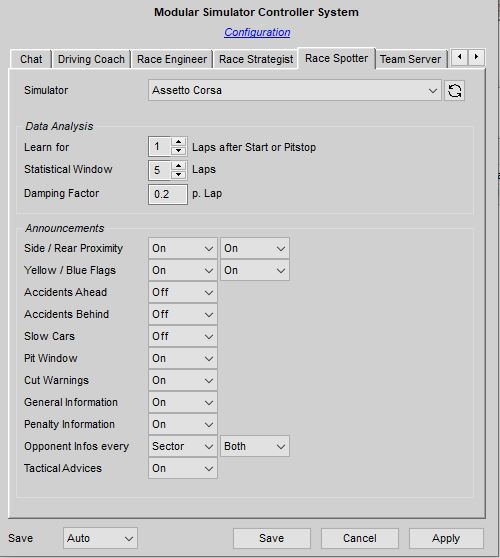 Modular Simulator Controller System
Configuration
Chat Driving Coach Race Engineer Race Strategist Race Spotter Team Server
Simulator Assetto Corsa
Data Analysis
Learn for 1 Laps after Start or Pitstop
Statistical Window 5 Laps
Damping Factor 0.2 p. Lap
Announcements
Side / Rear Proximity On On
Yellow / Blue Flags On On
Accidents Ahead Off
Accidents Behind Off
Slow Cars Off
Pit Window On
Cut Warnings On
General Information On
Penalty Information On
Opponent Infos every Sector Both
Tactical Advices On
Save Auto Save Cancel Apply